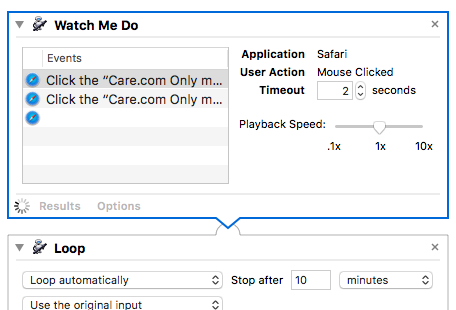 Watch Me Do
Events
Click the “Care.com Only m...
Click the “Care.com Only m...
Application Safari
User Action Mouse Clicked
Timeout 2 seconds
Playback Speed:
.1x 1x 10x
Results Options
Loop
Loop automatically Stop after 10 minutes
Use the original input